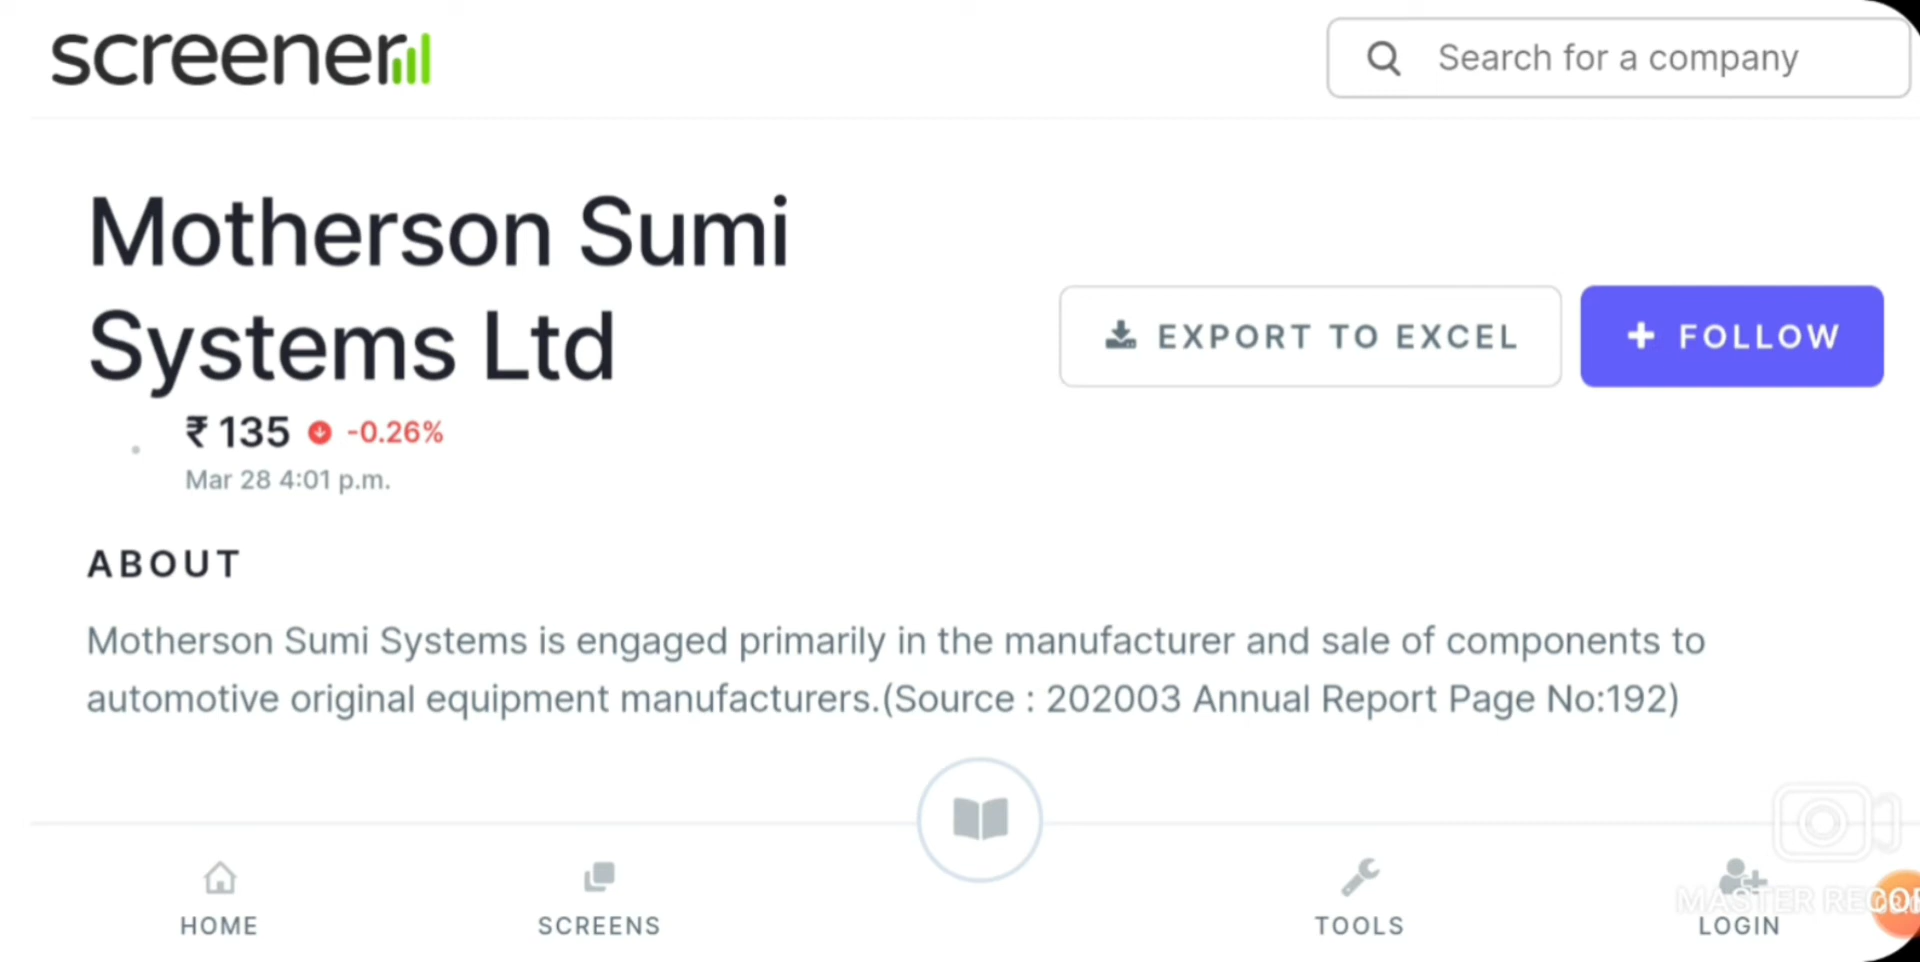 screener
Search for a company
Motherson Sumi
Systems Ltd
EXPORT TO EXCEL
FOLLOW
₹ 135 -0.26%
Mar 28 4:01 p.m.
ABOUT
Motherson Sumi Systems is engaged primarily in the manufacturer and sale of components to
automotive original equipment manufacturers.(Source : 202003 Annual Report Page No:192)
HOME
SCREENS
TOOLS
LOGIN
MASTER RECOR